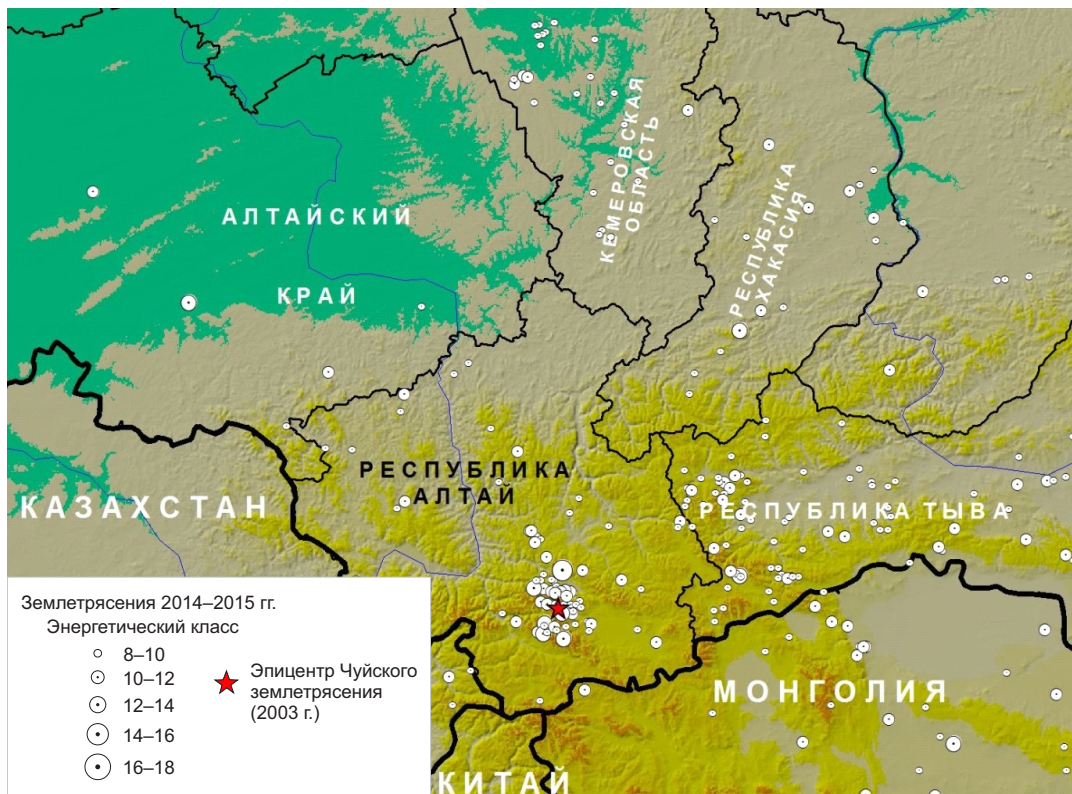 КЕМЕРОВСКАЯ
ОБЛАСТЬ
РЕСПУБЛИКА
ХАКАСИЯ
АЛТАЙСКИЙ
КРАЙ
РЕСПУБЛИКА
АЛТАЙ
КАЗАХСТАН
РЕСПУБЛИКА ТЫВА
МОНГОЛИЯ
КИТАЙ
Землетрясения 2014–2015 гг.
Энергетический класс
8–10
10–12
12–14
14–16
16–18
Эпицентр Чуйского
землетрясения
(2003 г.)